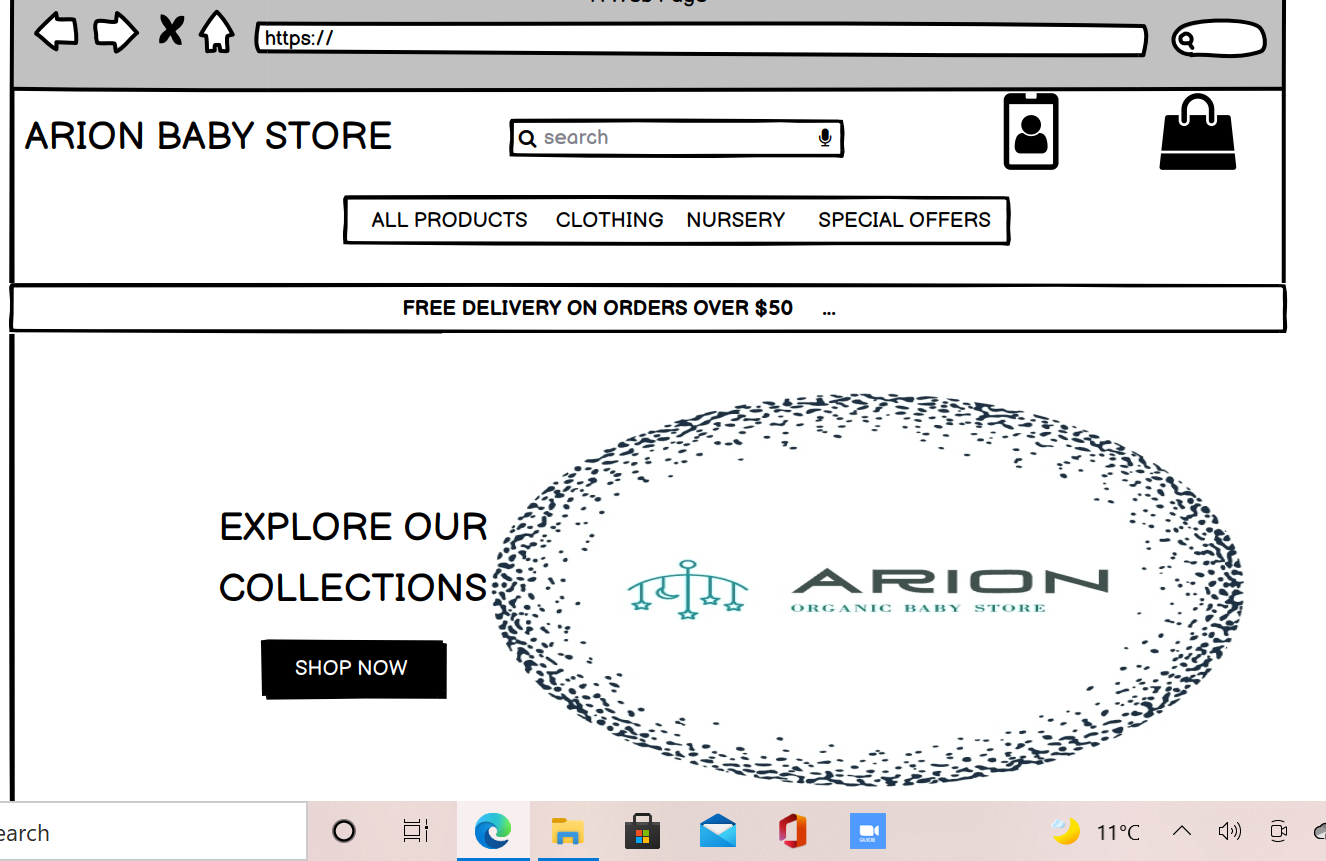 https://
ARION BABY STORE
search
ALL PRODUCTS CLOTHING NURSERY SPECIAL OFFERS
FREE DELIVERY ON ORDERS OVER $50 ...
EXPLORE OUR
COLLECTIONS
ARION
ORGANIC BABY STORE
SHOP NOW
earch
11°C